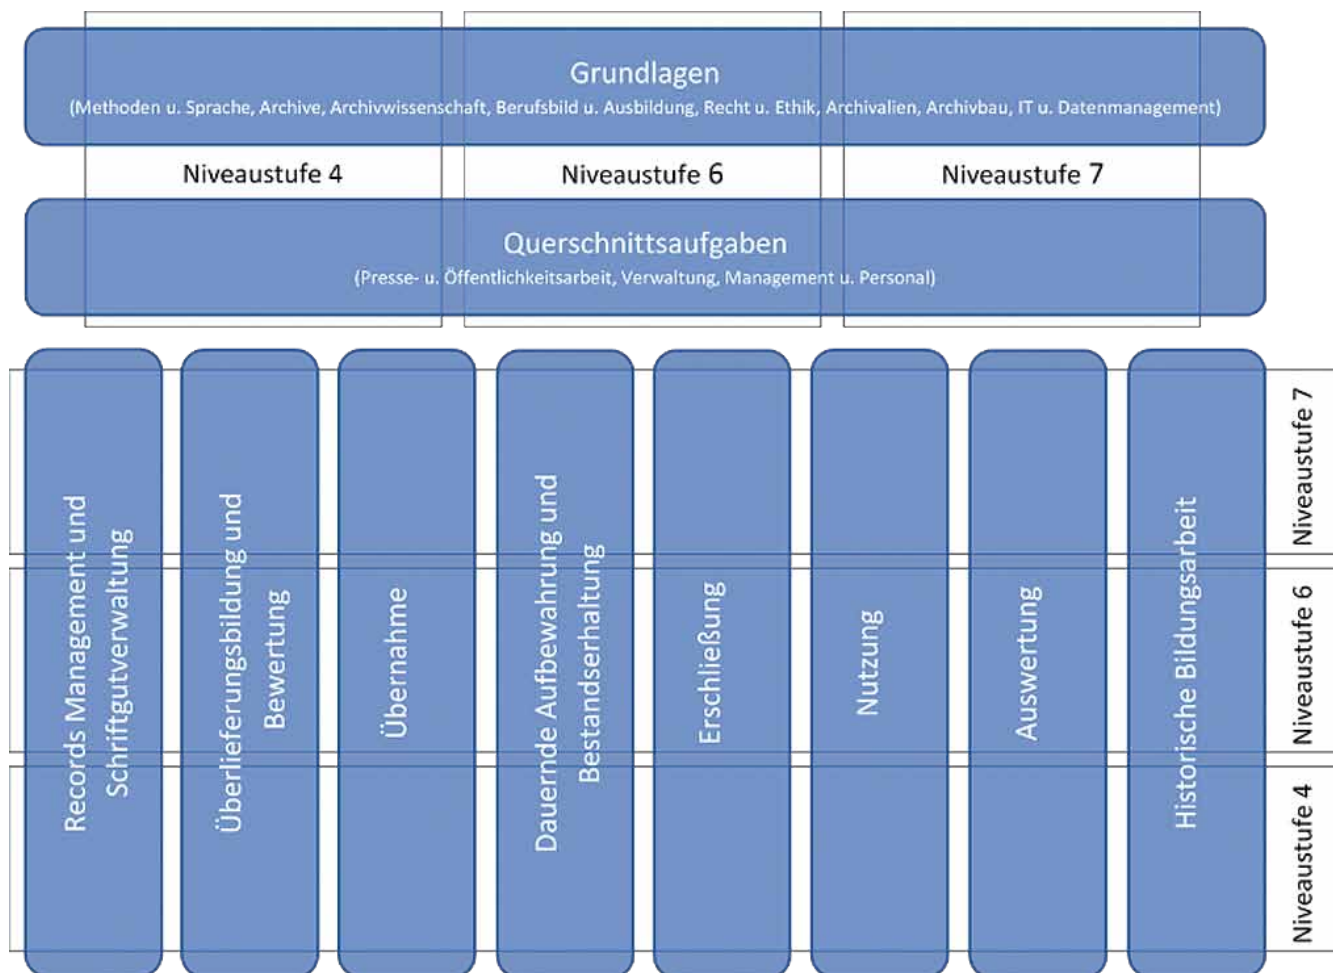 Grundlagen
(Methoden u. Sprache, Archive, Archivwissenschaft, Berufsbild u. Ausbildung, Recht u. Ethik, Archivalien, Archivbau, IT u. Datenmanagement)
Niveaustufe 4
Niveaustufe 6
Niveaustufe 7
Querschnittsaufgaben
(Presse- u. Öffentlichkeitsarbeit, Verwaltung, Management u. Personal)
Records Management und
Schriftgutverwaltung
Überlieferungsbildung und
Bewertung
Übernahme
Dauernde Aufbewahrung und
Bestandserhaltung
Erschließung
Nutzung
Auswertung
Historische Bildungsarbeit
Niveaustufe 7
Niveaustufe 6
Niveaustufe 4